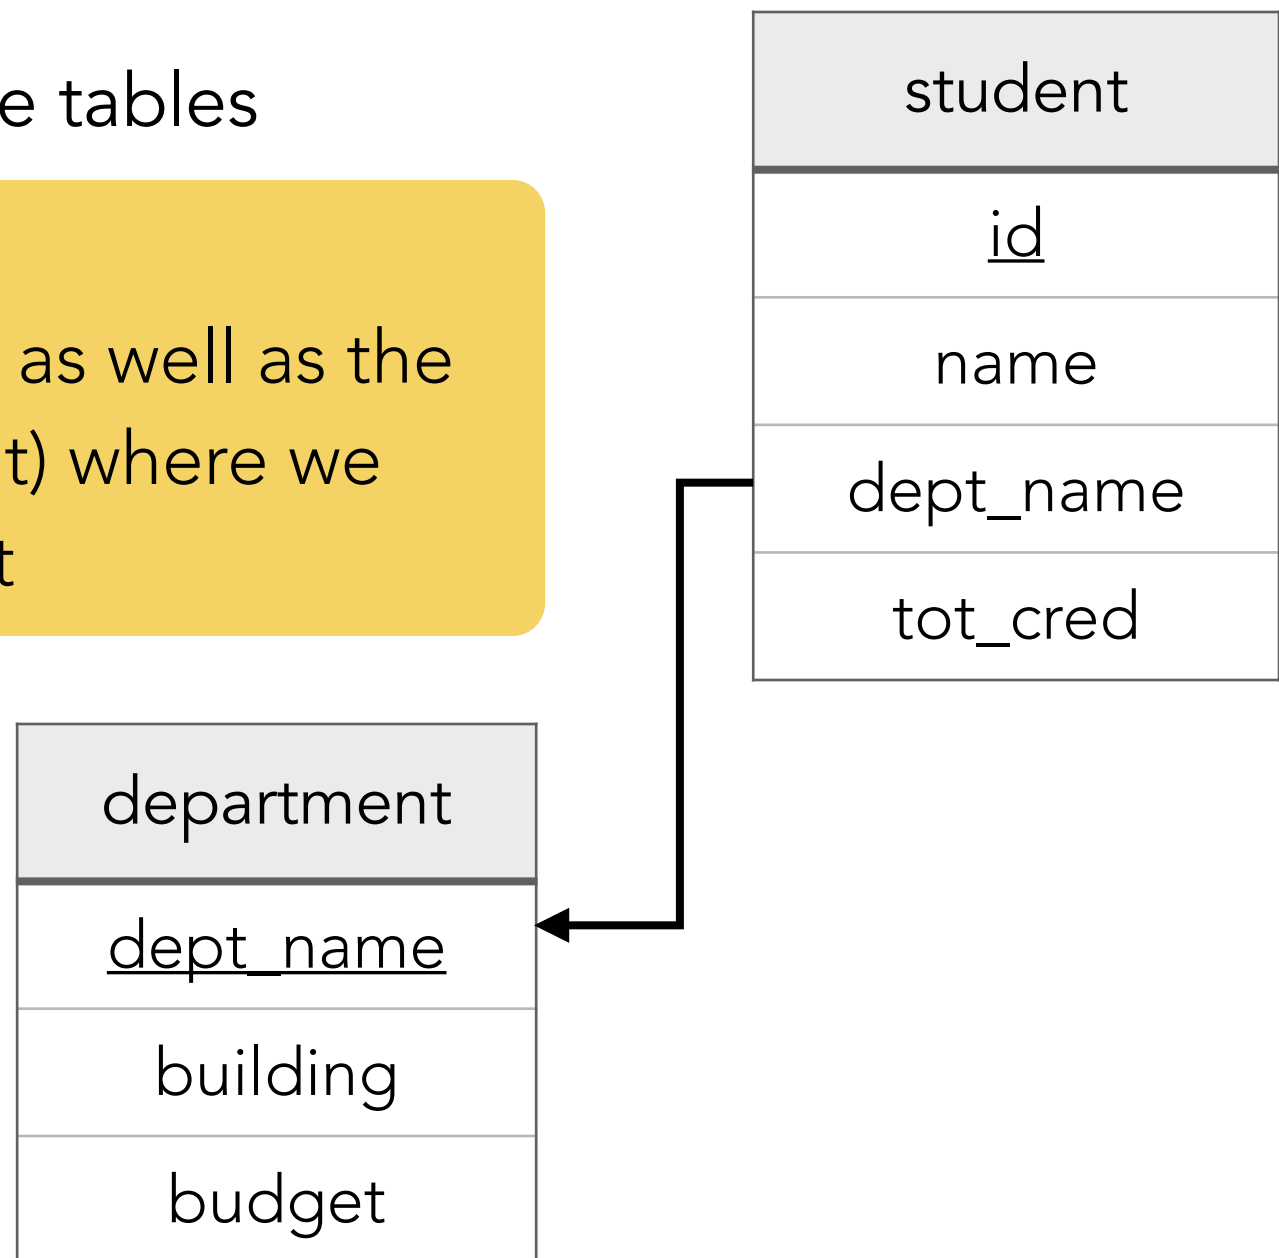 e tables
as well as the
t) where we
t
student
id
name
dept_name
tot_cred
department
dept_name
building
budget